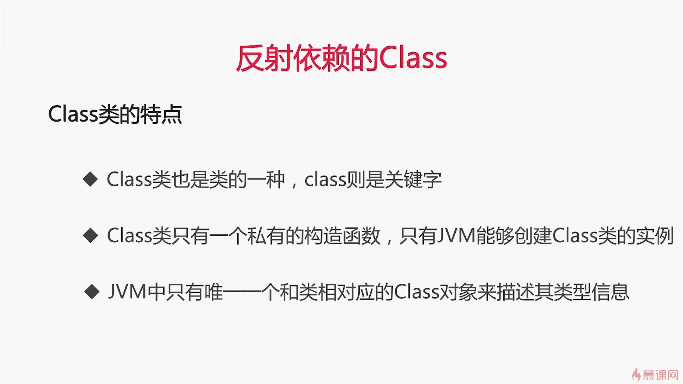 反射依赖的Class
Class类的特点
◆ Class类也是类的一种，class则是关键字
◆ Class类只有一个私有的构造函数，只有JVM能够创建Class类的实例
◆ JVM中只有唯一一个和类相对应的Class对象来描述其类型信息
慕课网